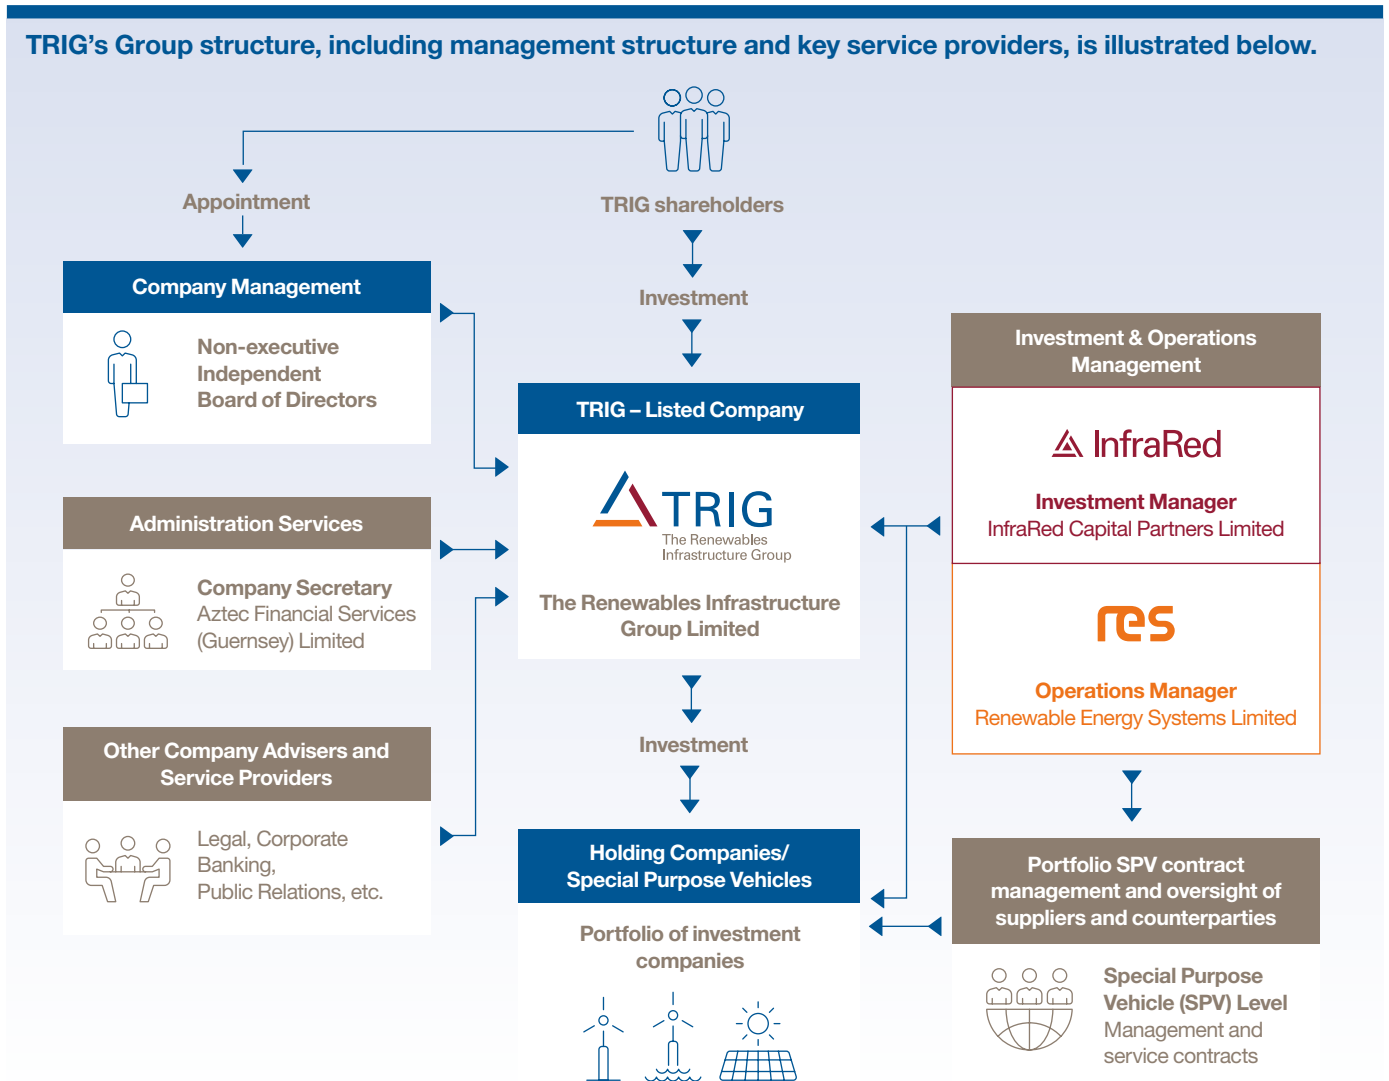 TRIG's Group structure, including management structure and key service providers, is illustrated below.
Appointment
TRIG shareholders
Investment
Company Management
Non-executive
Independent
Board of Directors
Administration Services
Company Secretary
Aztec Financial Services
(Guernsey) Limited
Other Company Advisers and
Service Providers
Legal, Corporate
Banking,
Public Relations, etc.
TRIG – Listed Company
TRIG
The Renewables
Infrastructure Group
The Renewables Infrastructure
Group Limited
Investment
Holding Companies/
Special Purpose Vehicles
Portfolio of investment
companies
Investment & Operations
Management
InfraRed
Investment Manager
InfraRed Capital Partners Limited
res
Operations Manager
Renewable Energy Systems Limited
Portfolio SPV contract
management and oversight of
suppliers and counterparties
Special Purpose
Vehicle (SPV) Level
Management and
service contracts